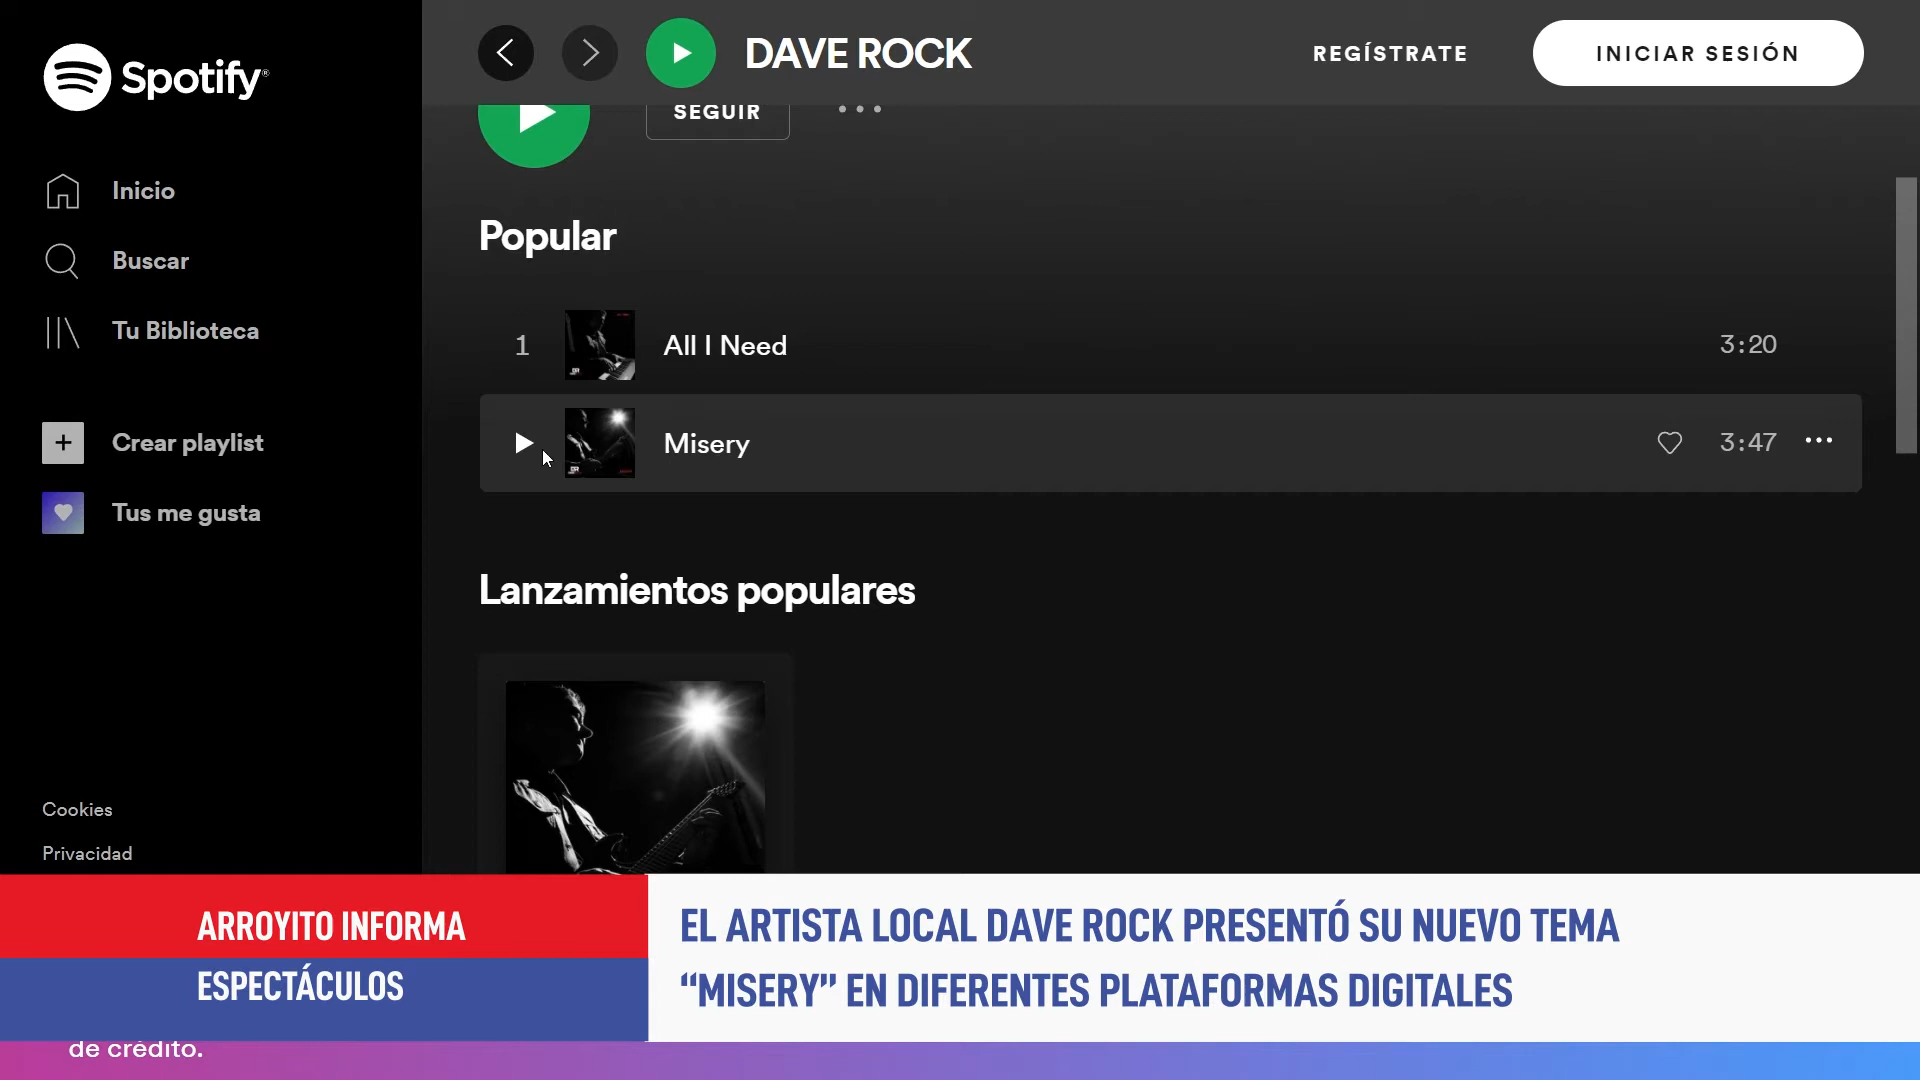 Spotify®
Inicio
Buscar
Tu Biblioteca
Crear playlist
Tus me gusta
Cookies
Privacidad
DAVE ROCK
REGÍSTRATE
INICIAR SESIÓN
SEGUIR
Popular
1 All I Need 3:20
Misery 3:47
Lanzamientos populares
ARROYITO INFORMA
ESPECTÁCULOS
EL ARTISTA LOCAL DAVE ROCK PRESENTÓ SU NUEVO TEMA
“MISERY” EN DIFERENTES PLATAFORMAS DIGITALES
de crédito.